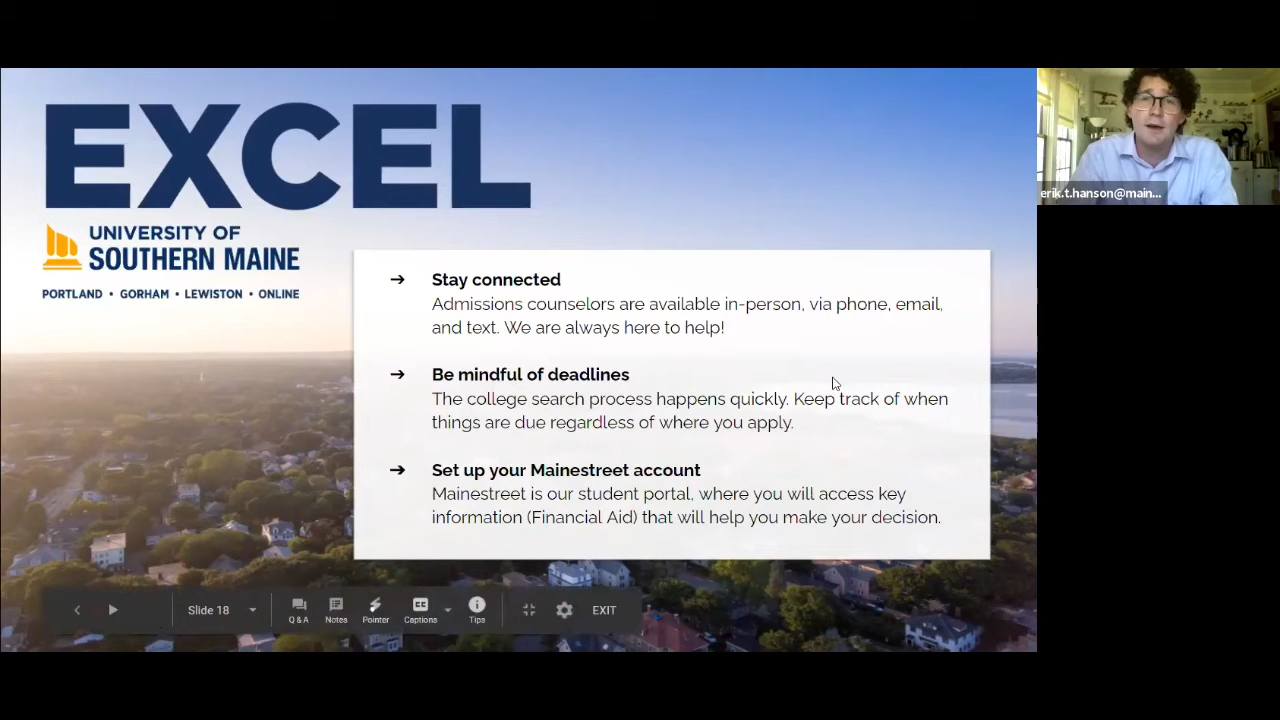 EXCEL
UNIVERSITY OF
SOUTHERN MAINE
PORTLAND • GORHAM • LEWISTON • ONLINE
➔ Stay connected
Admissions counselors are available in-person, via phone, email,
and text. We are always here to help!
➔ Be mindful of deadlines
The college search process happens quickly. Keep track of when
things are due regardless of where you apply.
➔ Set up your Mainestreet account
Mainestreet is our student portal, where you will access key
information (Financial Aid) that will help you make your decision.
erik.t.hanson@main...
Slide 18
Q & A
Notes
Pointer
CC
Captions
Tips
EXIT